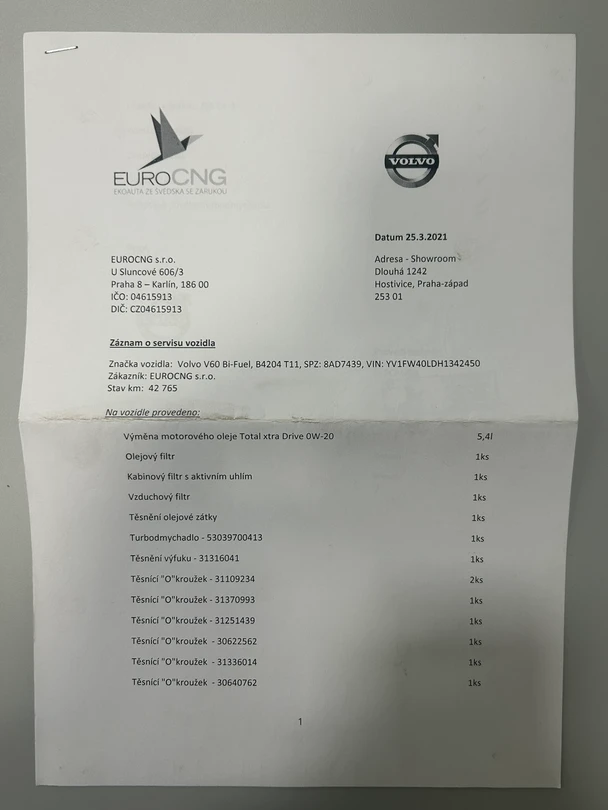 EUROCNG
EKOAUTA ZE ŠVÉDSKA SE ZÁRUKOU
VOLVO
Datum 25.3.2021
EUROCNG s.r.o.
U Sluncové 606/3
Praha 8 – Karlín, 186 00
IČO: 04615913
DIČ: CZ04615913
Adresa - Showroom
Dlouhá 1242
Hostivice, Praha-západ
253 01
Záznam o servisu vozidla
Značka vozidla: Volvo V60 Bi-Fuel, B4204 T11, SPZ: 8AD7439, VIN: YV1FW40LDH1342450
Zákazník: EUROCNG s.r.o.
Stav km: 42 765
Na vozidle provedeno:
Výměna motorového oleje Total xtra Drive 0W-20 5,4l
Olejový filtr 1ks
Kabinový filtr s aktivním uhlím 1ks
Vzduchový filtr 1ks
Těsnění olejové zátky 1ks
Turbodmychadlo - 53039700413 1ks
Těsnění výfuku - 31316041 1ks
Těsnící "O"kroužek - 31109234 2ks
Těsnící "O"kroužek - 31370993 1ks
Těsnící "O"kroužek - 31251439 1ks
Těsnící "O"kroužek - 30622562 1ks
Těsnící "O"kroužek - 31336014 1ks
Těsnící "O"kroužek - 30640762 1ks
1